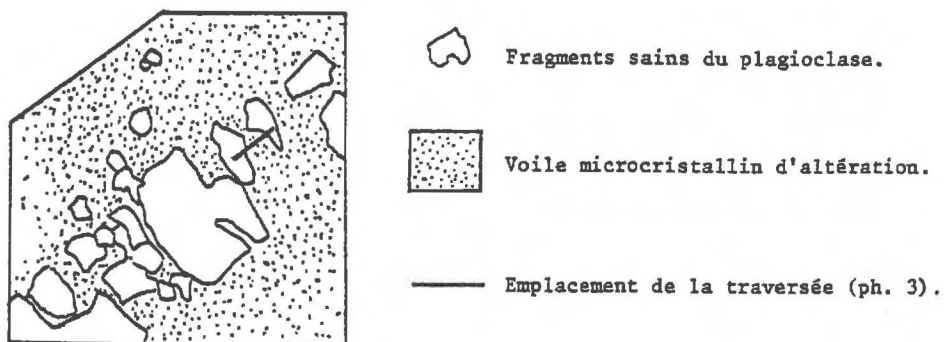 Fragments sains du plagioclase.
Voile microcristallin d'altération.
Emplacement de la traversée (ph. 3).